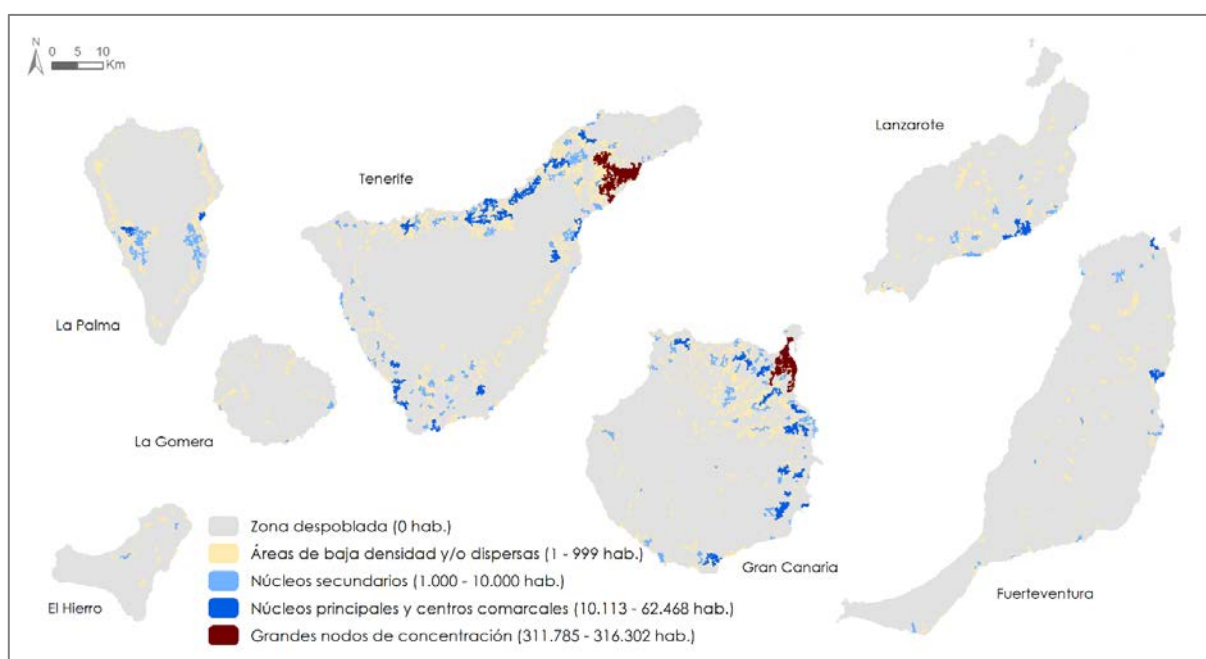 N
0 5 10
Km
Lanzarote
Tenerife
La Palma
La Gomera
El Hierro
Gran Canaria
Fuerteventura
Zona despoblada (0 hab.)
Áreas de baja densidad y/o dispersas (1 - 999 hab.)
Núcleos secundarios (1.000 - 10.000 hab.)
Núcleos principales y centros comarcales (10.113 - 62.468 hab.)
Grandes nodos de concentración (311.785 - 316.302 hab.)